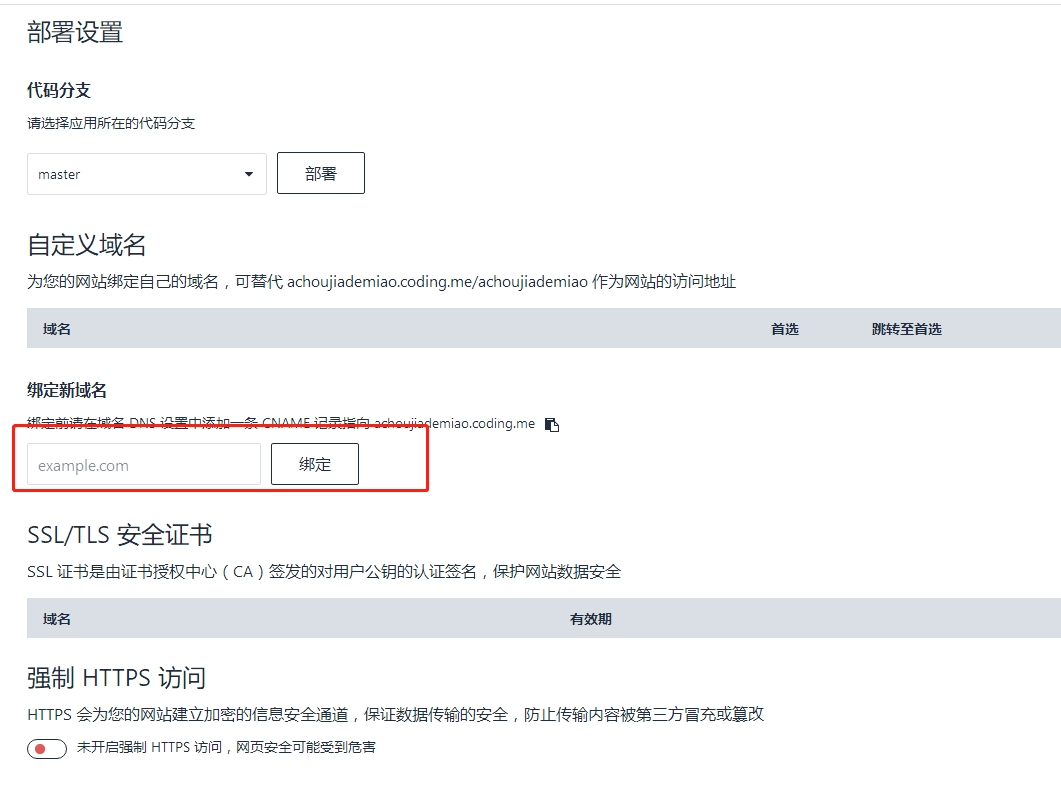 部署设置
代码分支
请选择应用所在的代码分支
master 部署
自定义域名
为您的网站绑定自己的域名，可替代 achoujiademiao.coding.me/achoujiademiao 作为网站的访问地址
域名 首选 跳转至首选
绑定新域名
绑定前请在域名 DNS 设置中添加一条 CNAME 记录指向 achoujiademiao.coding.me
example.com 绑定
SSL/TLS 安全证书
SSL 证书是由证书授权中心（CA）签发的对用户公钥的认证签名，保护网站数据安全
域名 有效期
强制 HTTPS 访问
HTTPS 会为您的网站建立加密的信息安全通道，保证数据传输的安全，防止传输内容被第三方冒充或篡改
未开启强制 HTTPS 访问，网页安全可能受到危害